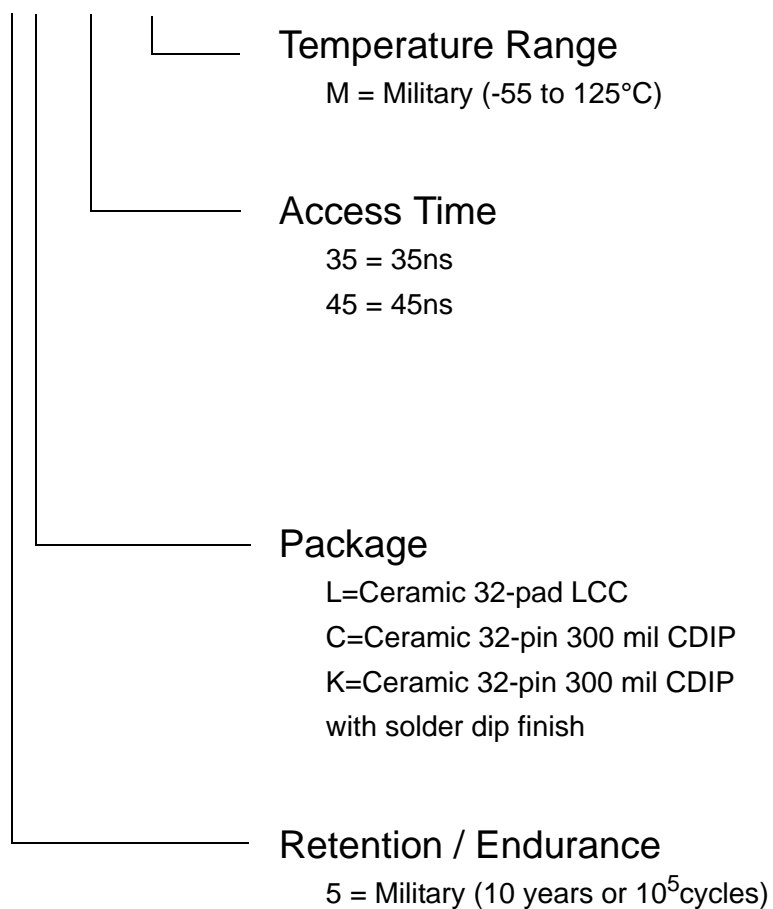 Temperature Range
M = Military (-55 to 125°C)
Access Time
35 = 35ns
45 = 45ns
Package
L=Ceramic 32-pad LCC
C=Ceramic 32-pin 300 mil CDIP
K=Ceramic 32-pin 300 mil CDIP
with solder dip finish
Retention / Endurance
5 = Military (10 years or 10⁵cycles)